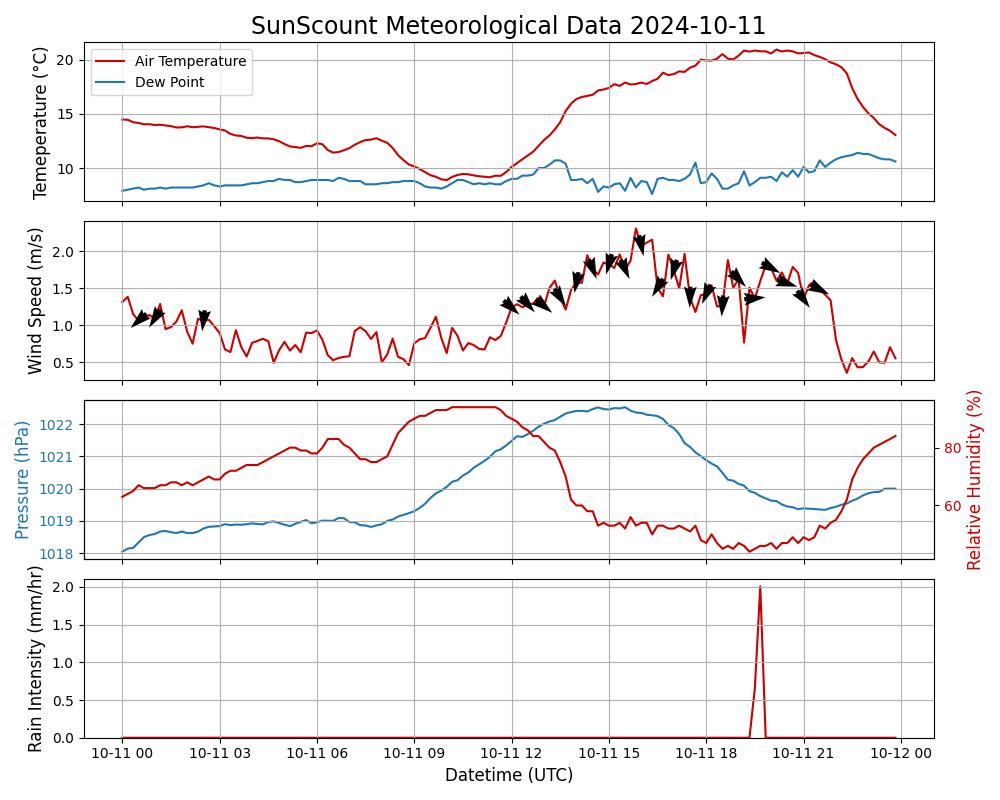 SunScount Meteorological Data 2024-10-11
Temeperature (°C)
20
15
10
Air Temperature
Dew Point
Wind Speed (m/s)
2.0
1.5
1.0
0.5
Pressure (hPa)
1022
1021
1020
1019
1018
80
60
Relative Humidity (%)
Rain Intensity (mm/hr)
2.0
1.5
1.0
0.5
0.0
10-11 00 10-11 03 10-11 06 10-11 09 10-11 12 10-11 15 10-11 18 10-11 21 10-12 00
Datetime (UTC)